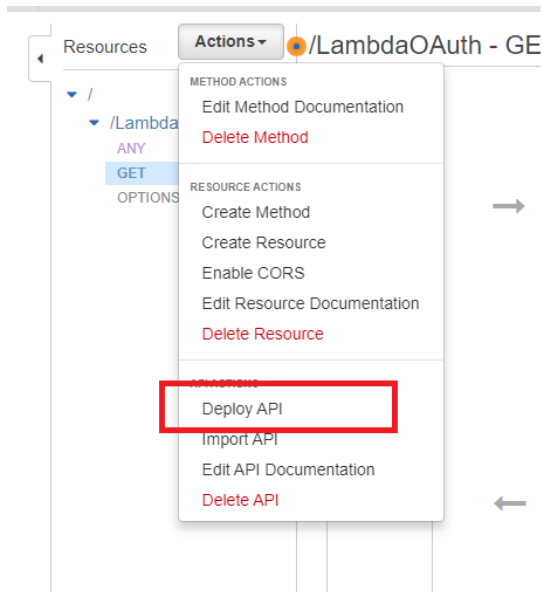 Resources
Actions
/LambdaOAuth - GE
METHOD ACTIONS
Edit Method Documentation
Delete Method
/
/Lambda
ANY
GET
OPTIONS
RESOURCE ACTIONS
Create Method
Create Resource
Enable CORS
Edit Resource Documentation
Delete Resource
API ACTIONS
Deploy API
Import API
Edit API Documentation
Delete API